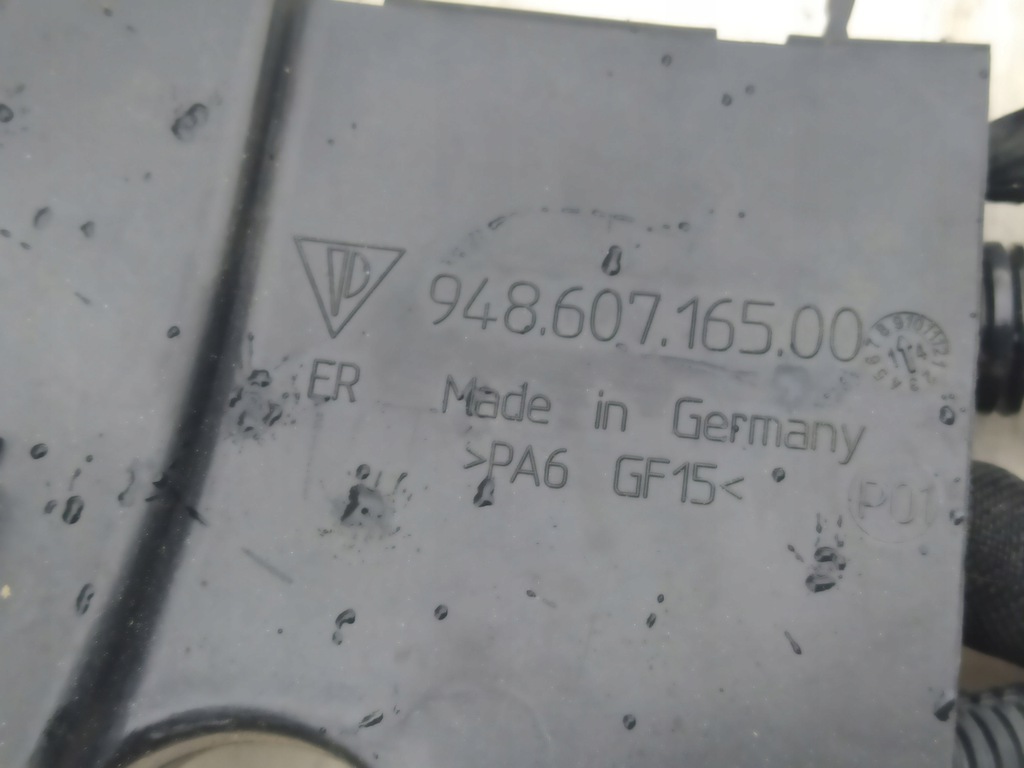 948.607.165.00
ER
Made in Germany
>PA6 GF15<
P01